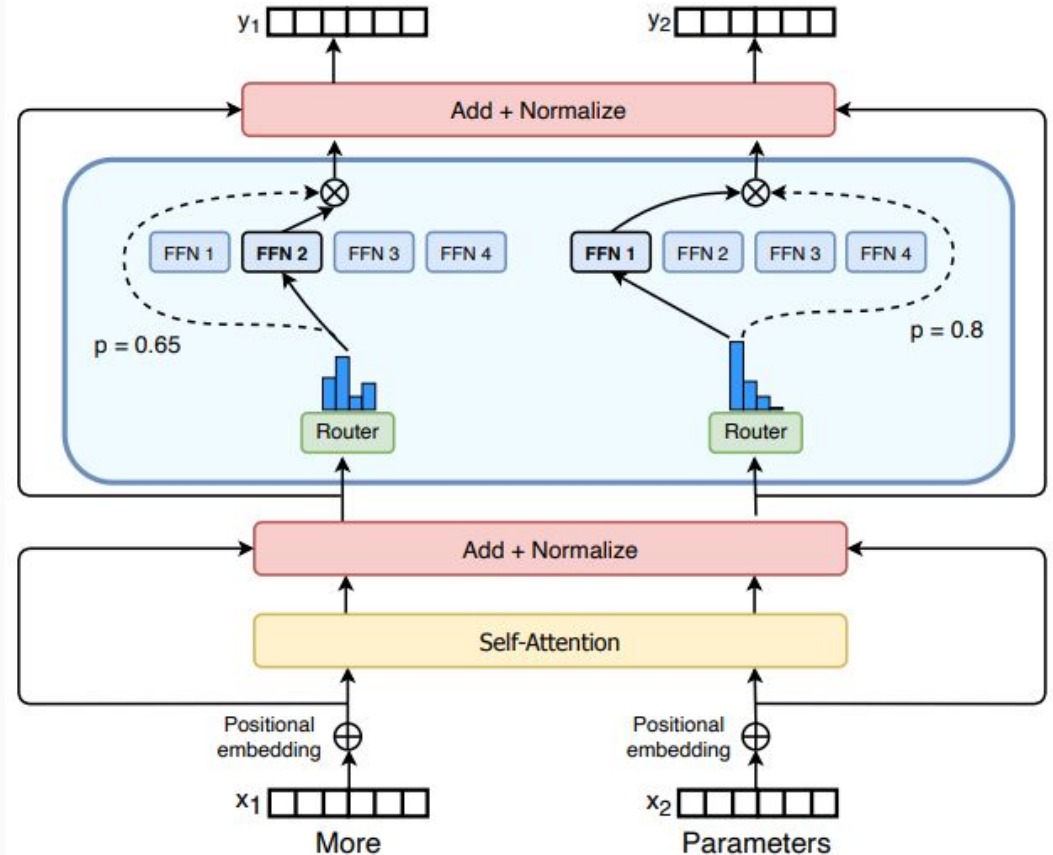 y1 y2
Add + Normalize
FFN 1 FFN 2 FFN 3 FFN 4 FFN 1 FFN 2 FFN 3 FFN 4
p = 0.65 p = 0.8
Router Router
Add + Normalize
Self-Attention
Positional embedding Positional embedding
x1 x2
More Parameters